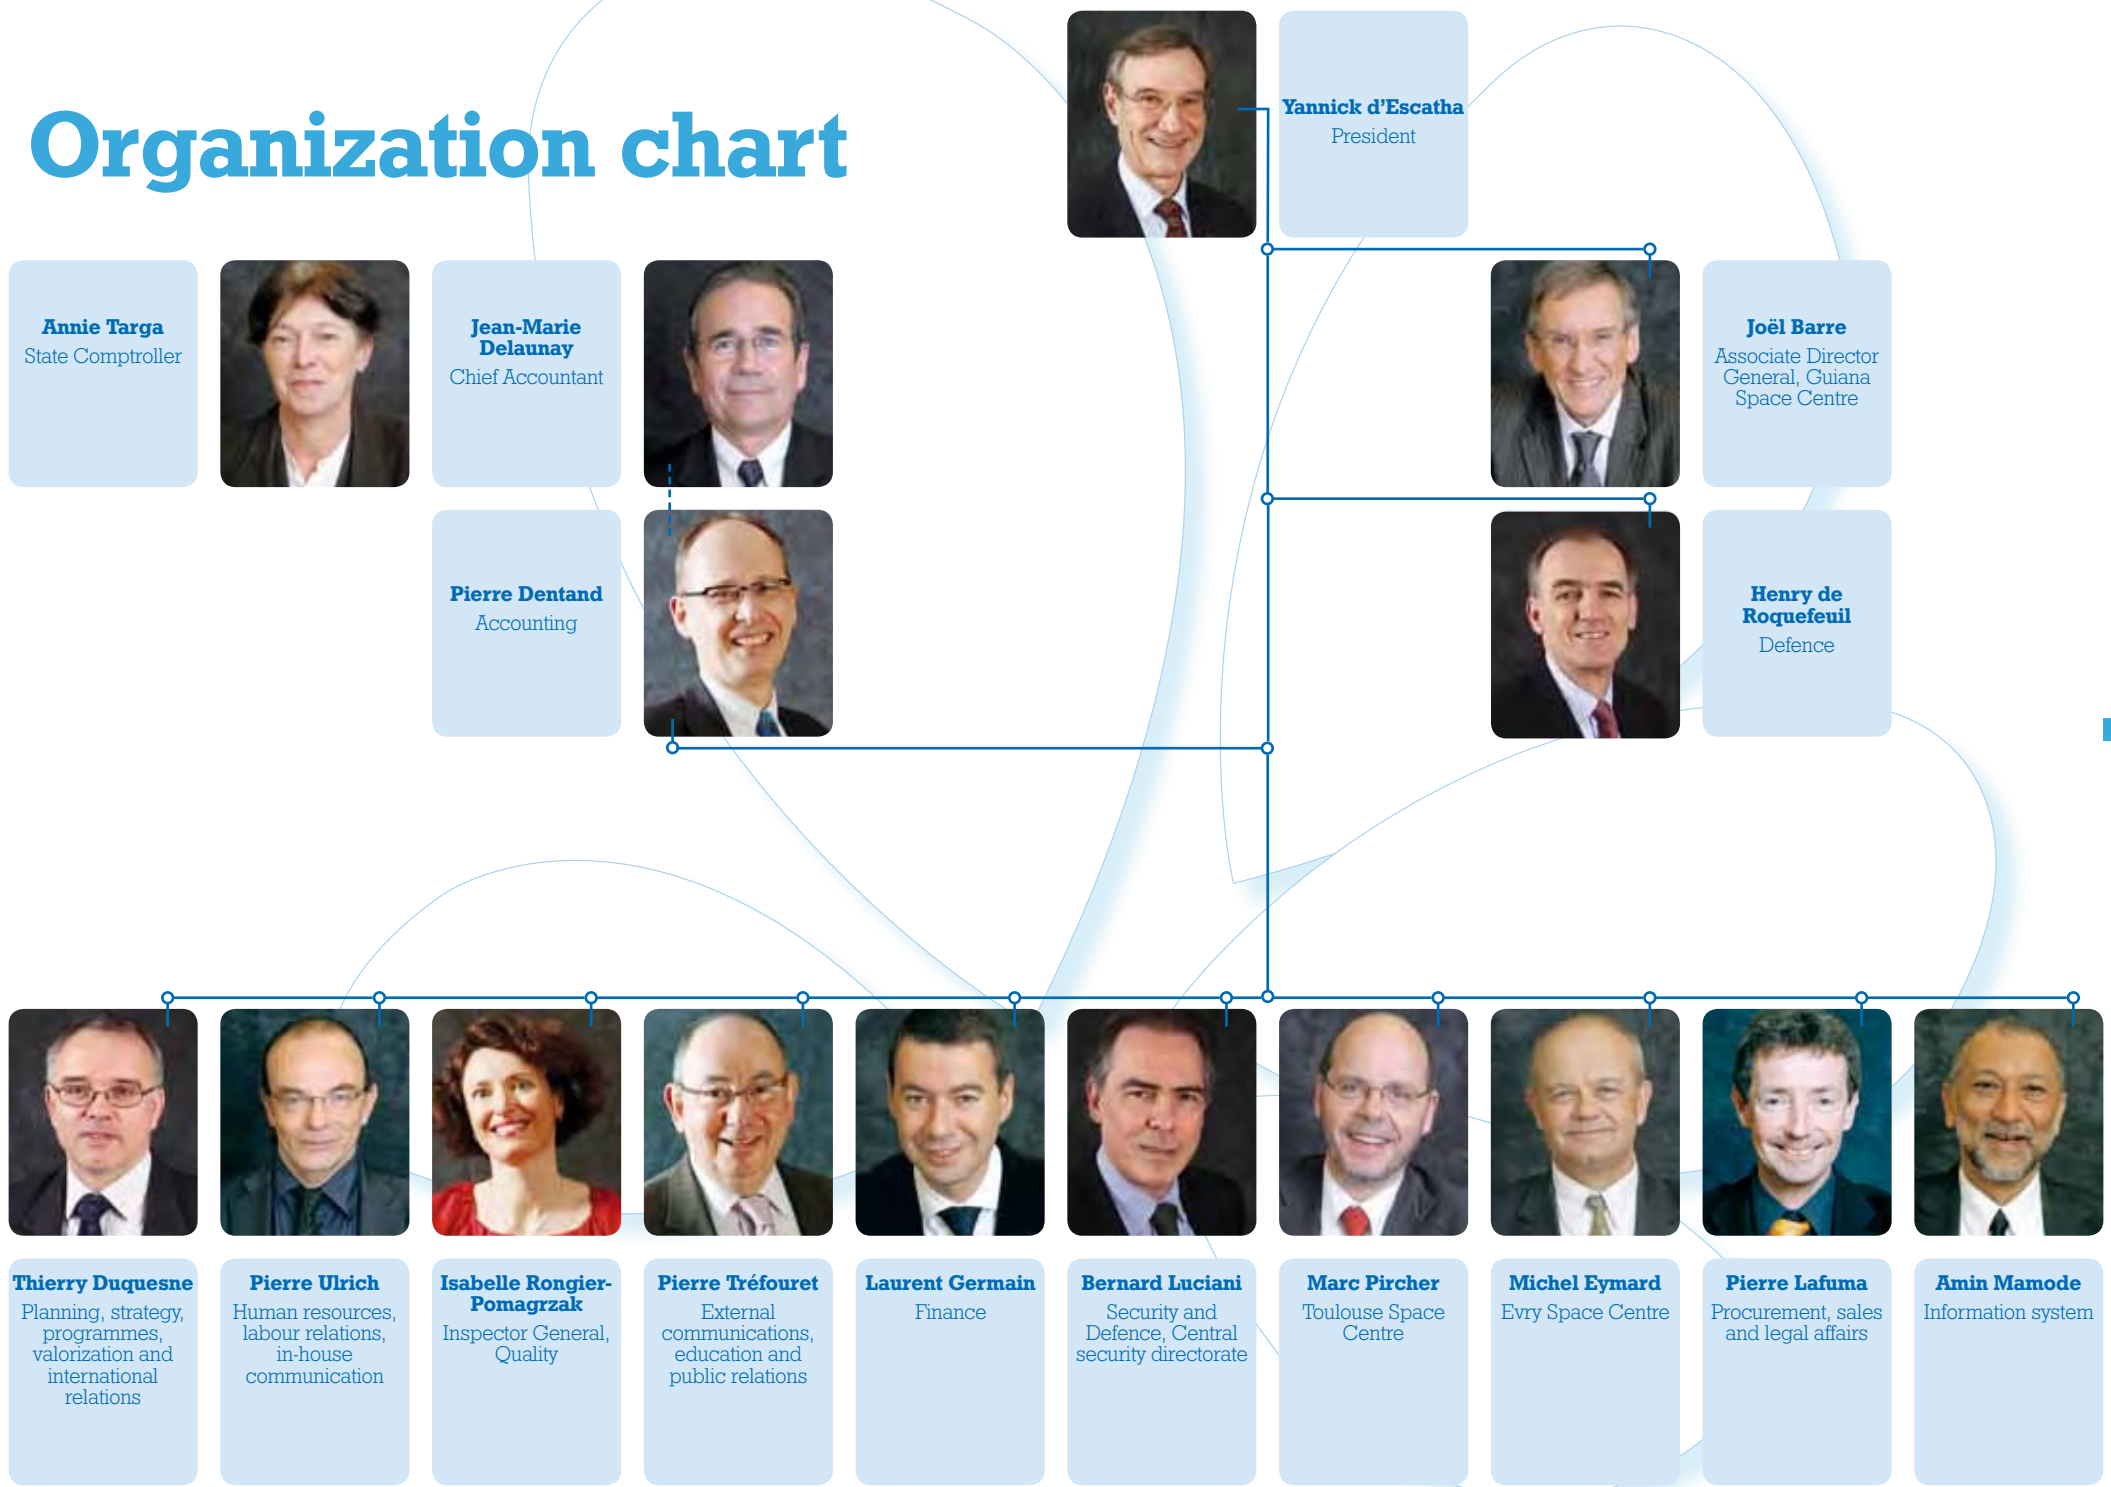 Organization chart
Yannick d'Escatha
President
Annie Targa
State Comptroller
Jean-Marie
Delaunay
Chief Accountant
Joël Barre
Associate Director
General, Guiana
Space Centre
Pierre Dentand
Accounting
Henry de
Roquefeuil
Defence
Thierry Duquesne
Planning, strategy,
programmes,
valorization and
international
relations
Pierre Ulrich
Human resources,
labour relations,
in-house
communication
Isabelle Rongier-
Pomagrzak
Inspector General,
Quality
Pierre Tréfouret
External
communications,
education and
public relations
Laurent Germain
Finance
Bernard Luciani
Security and
Defence, Central
security directorate
Marc Pircher
Toulouse Space
Centre
Michel Eymard
Evry Space Centre
Pierre Lafuma
Procurement, sales
and legal affairs
Amin Mamode
Information system